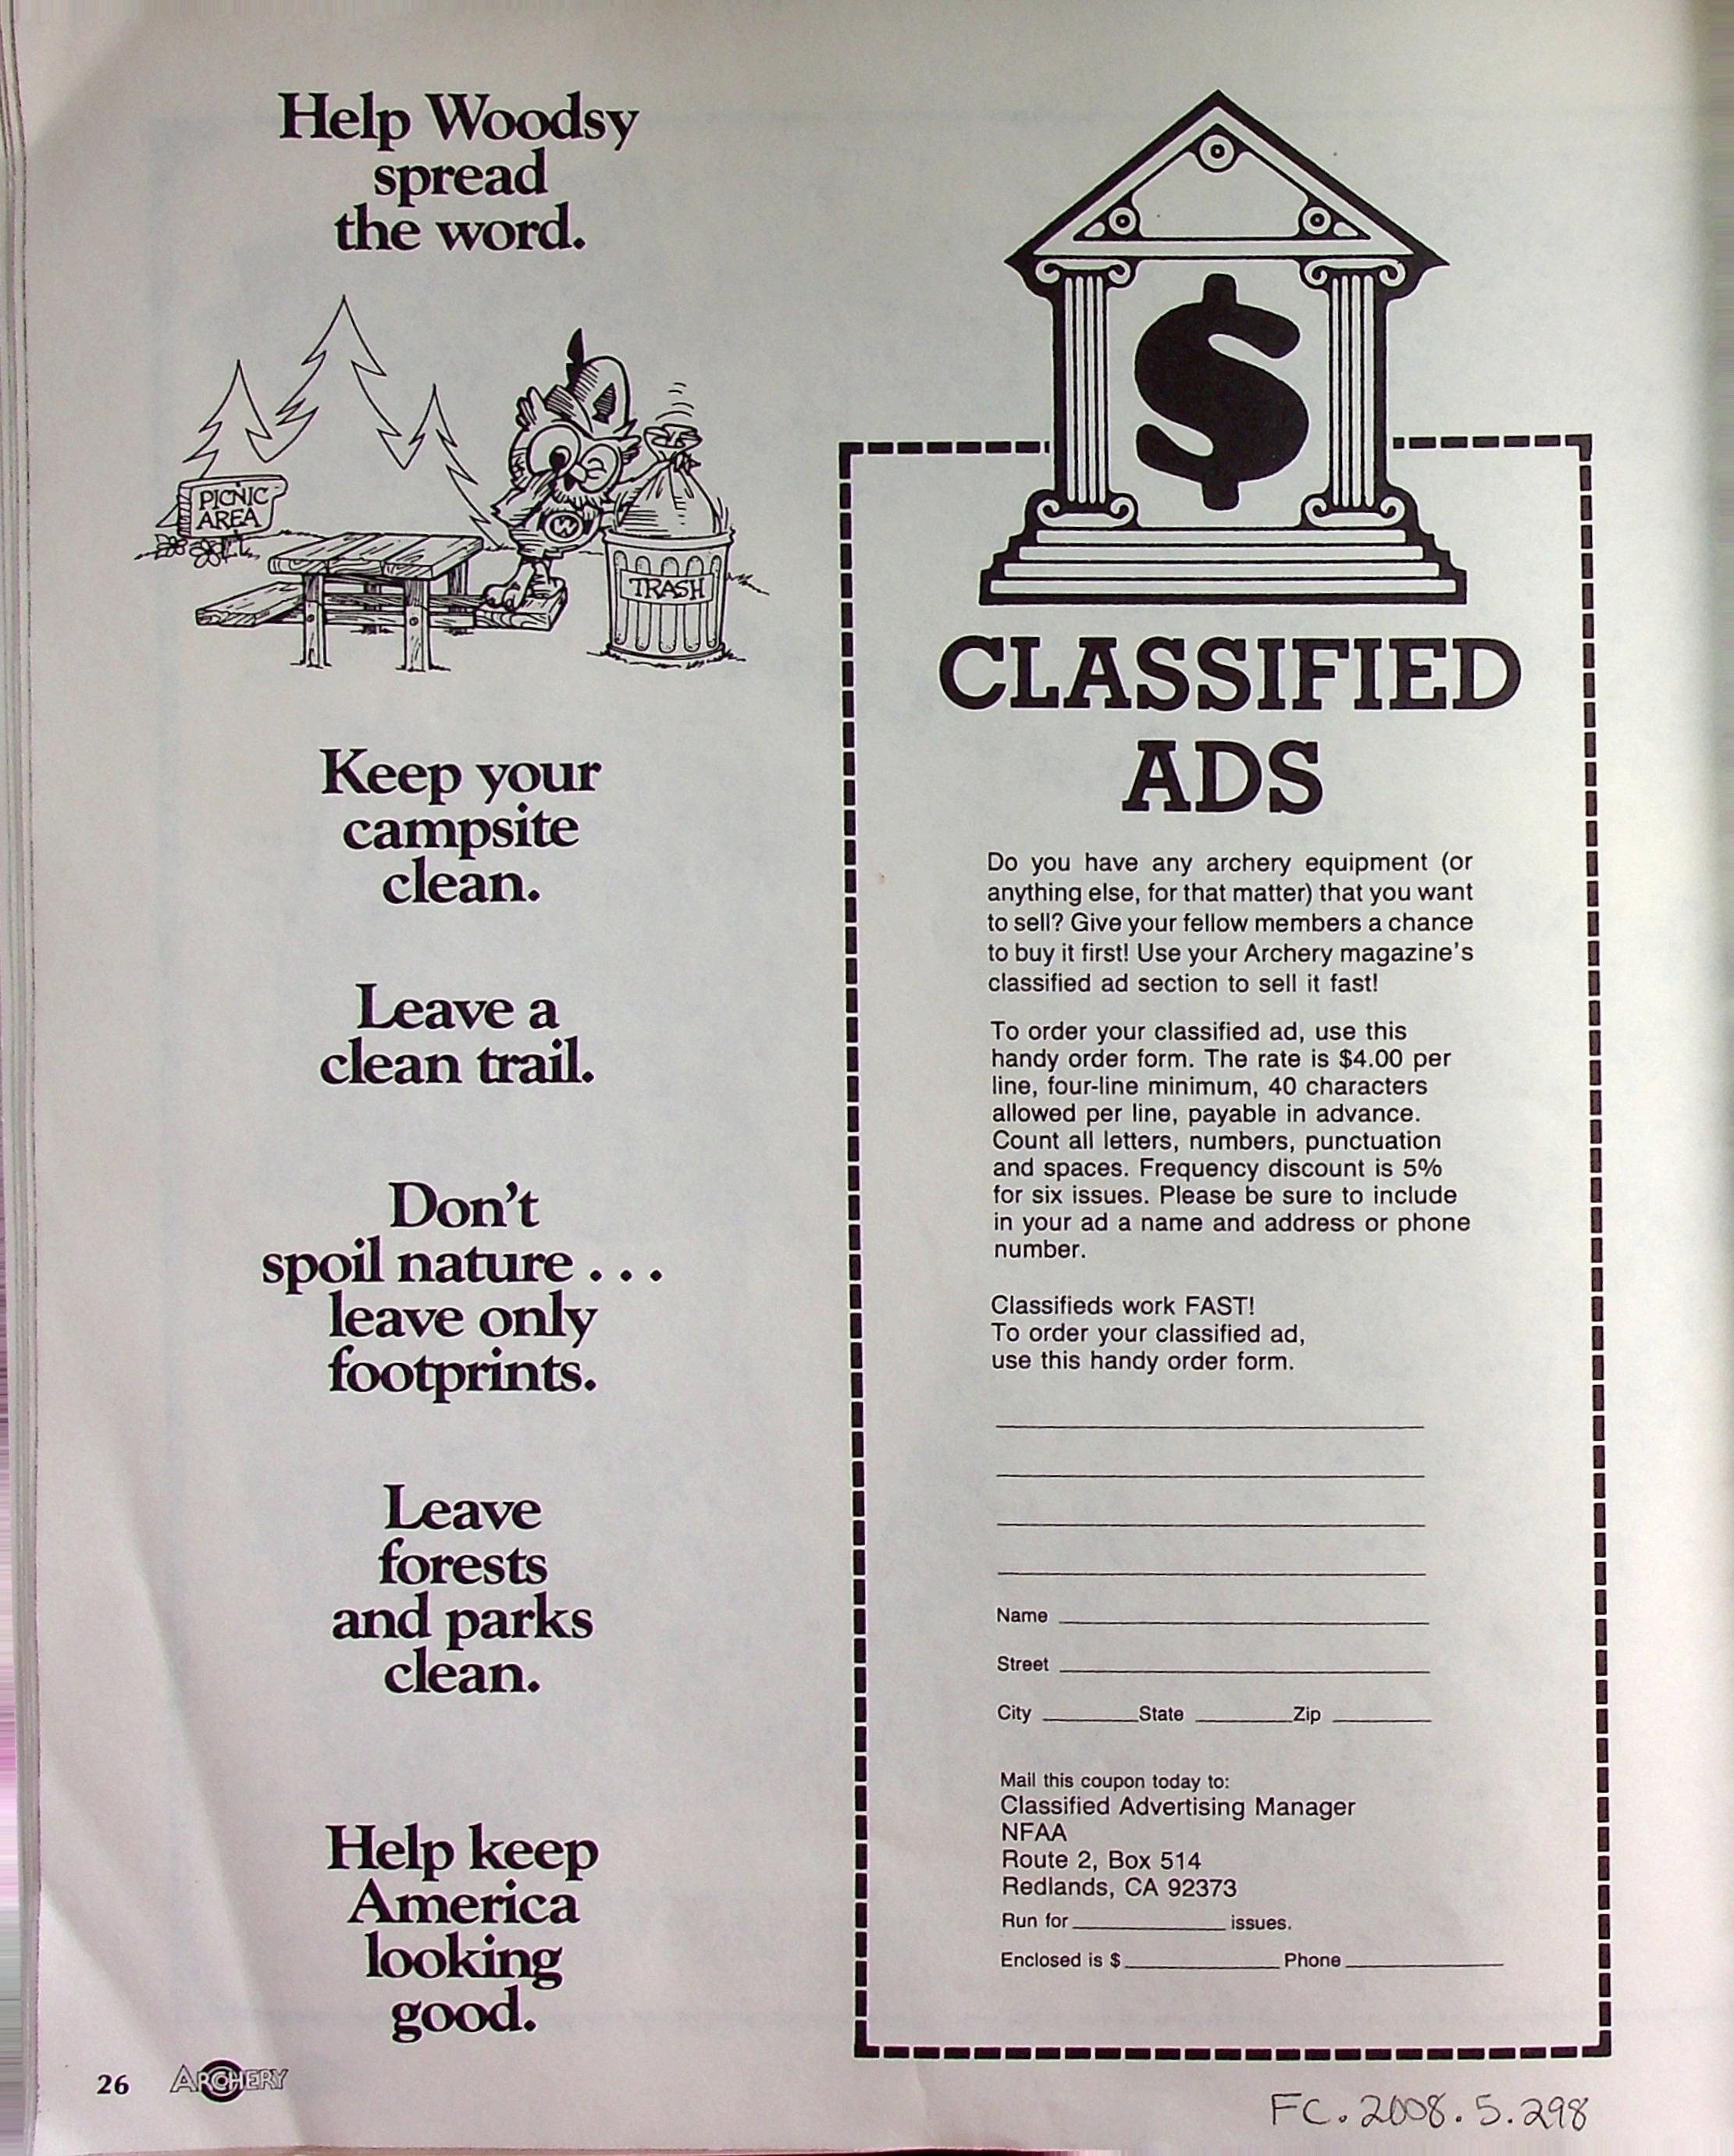 Help Woodsy
spread
the word.
PICNIC
AREA
W
TRASH
Keep your
campsite
clean.
Leave a
clean trail.
Don't
spoil nature . . .
leave only
footprints.
Leave
forests
and parks
clean.
Help keep
America
looking
good.
26 ARCHERY
$
CLASSIFIED
ADS
Do you have any archery equipment (or
anything else, for that matter) that you want
to sell? Give your fellow members a chance
to buy it first! Use your Archery magazine's
classified ad section to sell it fast!
To order your classified ad, use this
handy order form. The rate is $4.00 per
line, four-line minimum, 40 characters
allowed per line, payable in advance.
Count all letters, numbers, punctuation
and spaces. Frequency discount is 5%
for six issues. Please be sure to include
in your ad a name and address or phone
number.
Classifieds work FAST!
To order your classified ad,
use this handy order form.
Name
Street
City State Zip
Mail this coupon today to:
Classified Advertising Manager
NFAA
Route 2, Box 514
Redlands, CA 92373
Run for issues.
Enclosed is $ Phone
FC.2008.5.298